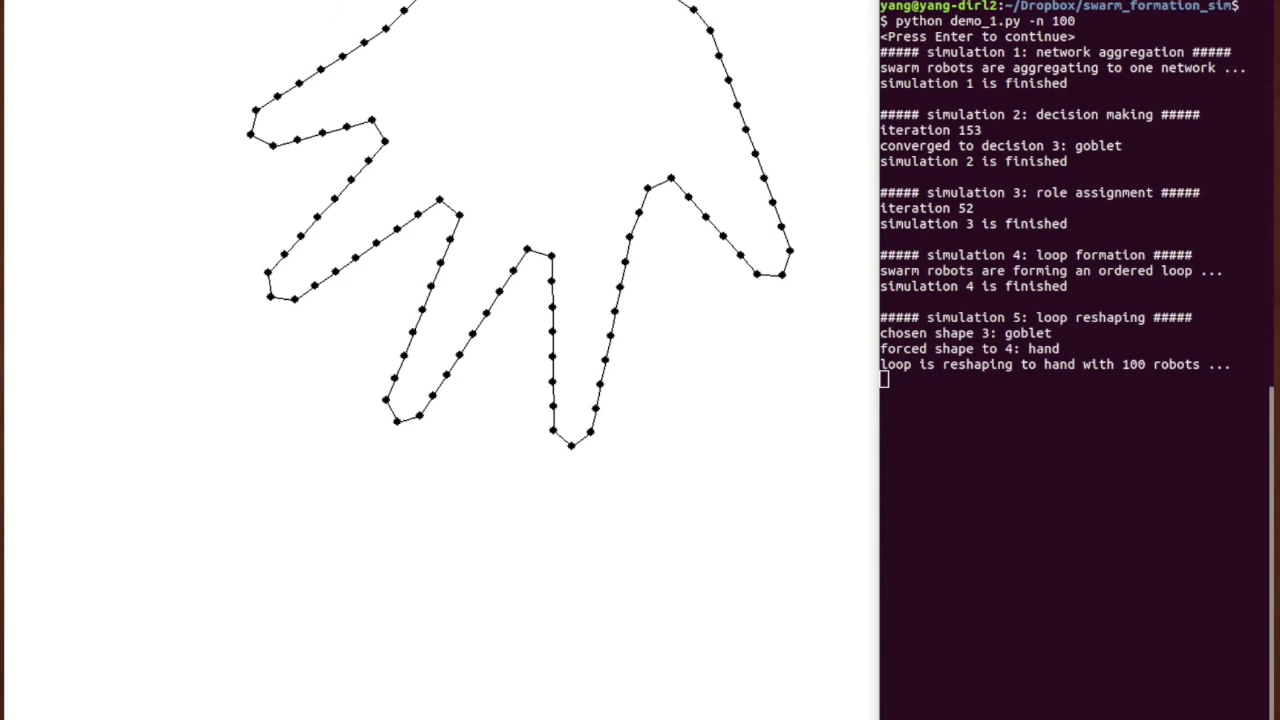 yang@yang-dirl2:~/Dropbox/swarm_formation_sim$
$ python demo_1.py -n 100
<Press Enter to continue>
##### simulation 1: network aggregation #####
swarm robots are aggregating to one network ...
simulation 1 is finished
##### simulation 2: decision making #####
iteration 153
converged to decision 3: goblet
simulation 2 is finished
##### simulation 3: role assignment #####
iteration 52
simulation 3 is finished
##### simulation 4: loop formation #####
swarm robots are forming an ordered loop ...
simulation 4 is finished
##### simulation 5: loop reshaping #####
chosen shape 3: goblet
forced shape to 4: hand
loop is reshaping to hand with 100 robots ...